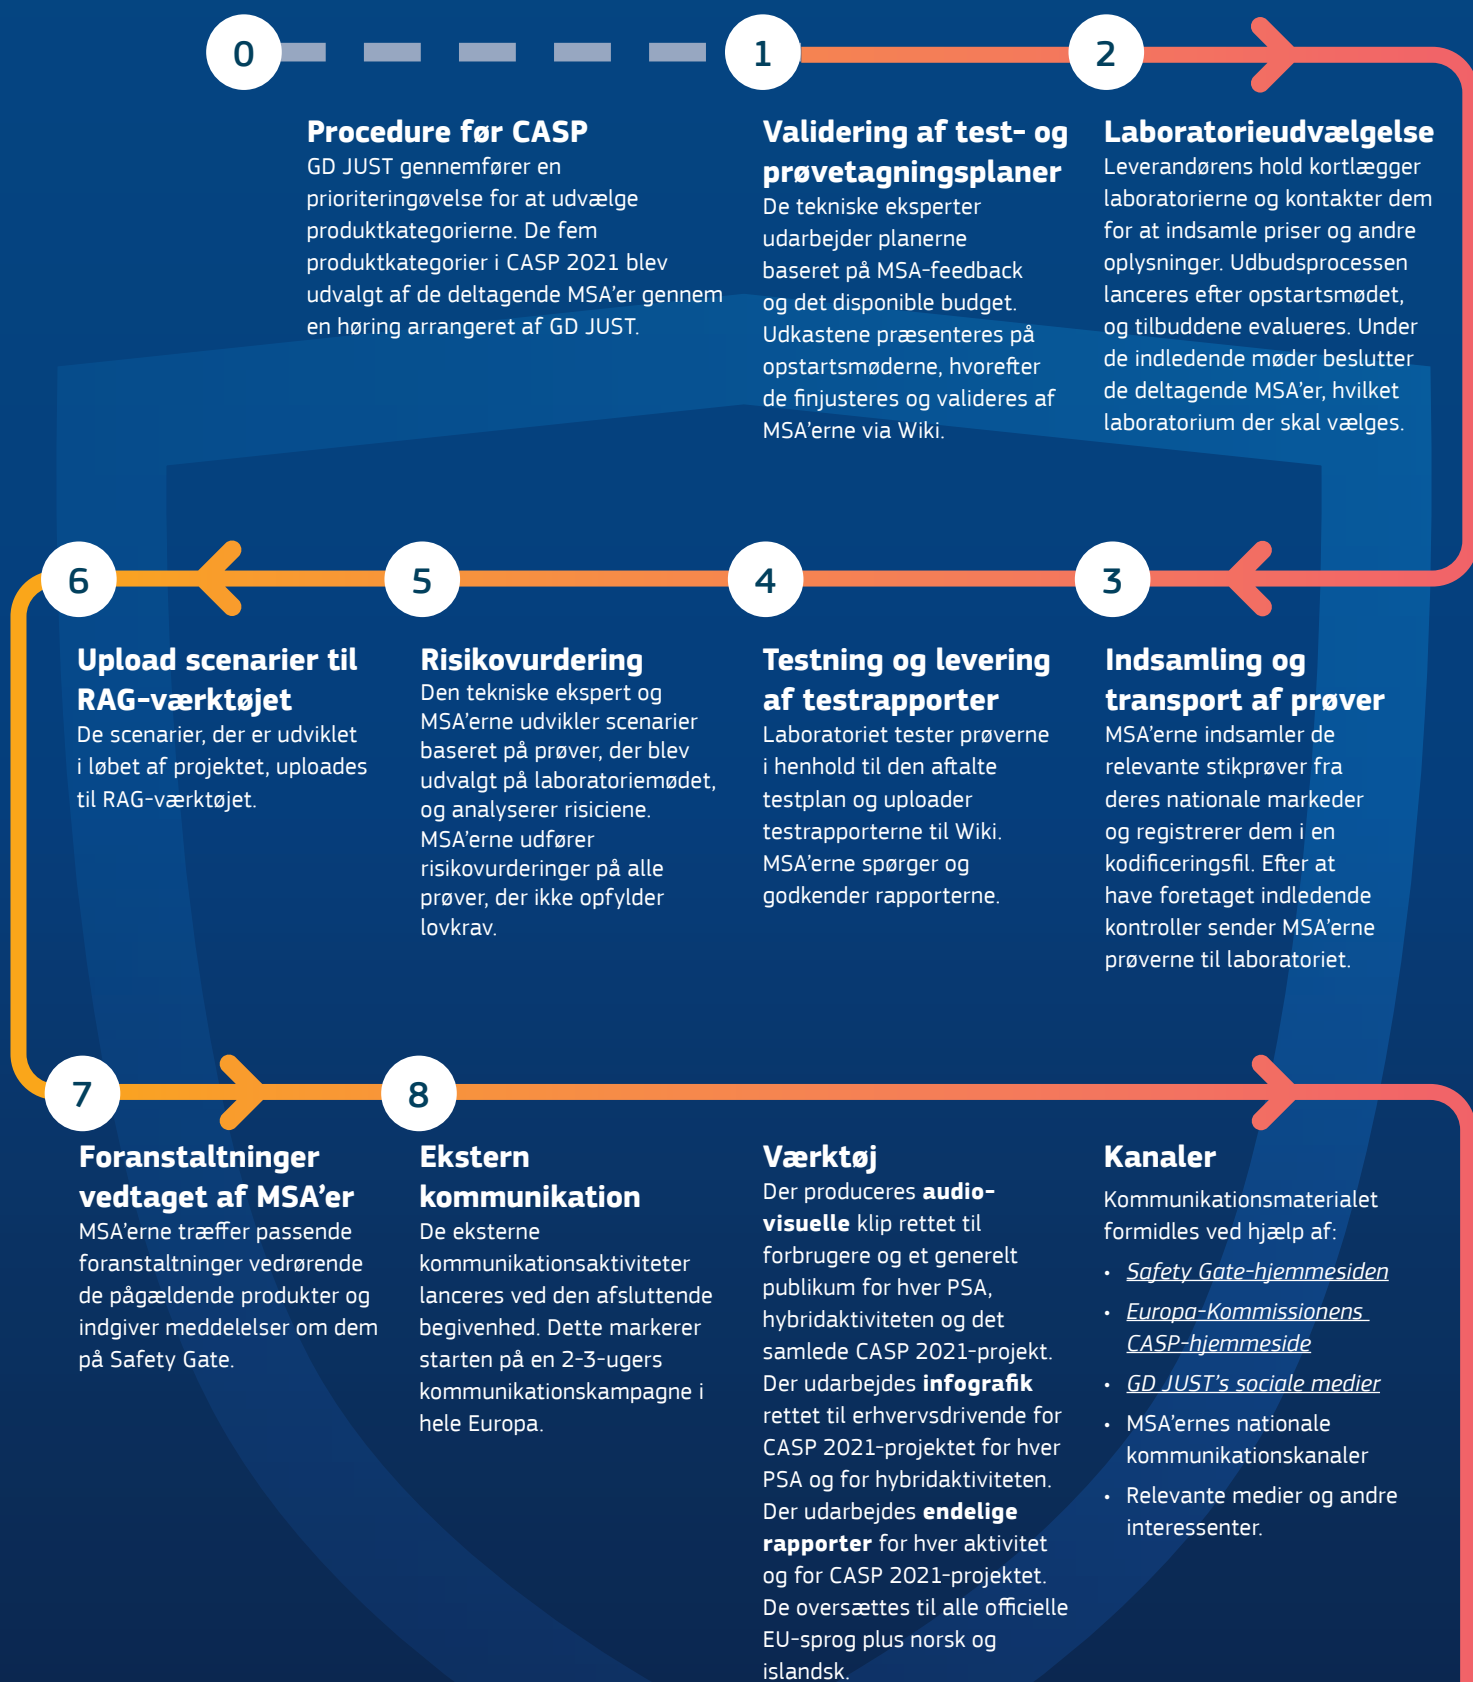 0
1
2
Procedure før CASP
GD JUST gennemfører en
prioriteringøvelse for at udvælge
produktkategorierne. De fem
produktkategorier i CASP 2021 blev
udvalgt af de deltagende MSA’er gennem
en høring arrangeret af GD JUST.
Validering af test- og
prøvetagningsplaner
De tekniske eksperter
udarbejder planerne
baseret på MSA-feedback
og det disponible budget.
Udkastene præsenteres på
opstartsmøderne, hvorefter
de finjusteres og valideres af
MSA’erne via Wiki.
Laboratorieudvælgelse
Leverandørens hold kortlægger
laboratorierne og kontakter dem
for at indsamle priser og andre
oplysninger. Udbudsprocessen
lanceres efter opstartsmødet,
og tilbuddene evalueres. Under
de indledende møder beslutter
de deltagende MSA’er, hvilket
laboratorium der skal vælges.
3
Indsamling og
transport af prøver
MSA’erne indsamler de
relevante stikprøver fra
deres nationale markeder
og registrerer dem i en
kodificeringsfil. Efter at
have foretaget indledende
kontroller sender MSA’erne
prøverne til laboratoriet.
4
Testning og levering
af testrapporter
Laboratoriet tester prøverne
i henhold til den aftalte
testplan og uploader
testrapporterne til Wiki.
MSA’erne spørger og
godkender rapporterne.
5
Risikovurdering
Den tekniske ekspert og
MSA’erne udvikler scenarier
baseret på prøver, der blev
udvalgt på laboratoriemødet,
og analyserer risiciene.
MSA’erne udfører
risikovurderinger på alle
prøver, der ikke opfylder
lovkrav.
6
Upload scenarier til
RAG-værktøjet
De scenarier, der er udviklet
i løbet af projektet, uploades
til RAG-værktøjet.
7
Foranstaltninger
vedtaget af MSA’er
MSA’erne træffer passende
foranstaltninger vedrørende
de pågældende produkter og
indgiver meddelelser om dem
på Safety Gate.
8
Ekstern
kommunikation
De eksterne
kommunikationsaktiviteter
lanceres ved den afsluttende
begivenhed. Dette markerer
starten på en 2-3-ugers
kommunikationskampagne i
hele Europa.
Værktøj
Der produceres audio-
visuelle klip rettet til
forbrugere og et generelt
publikum for hver PSA,
hybridaktiviteten og det
samlede CASP 2021-projekt.
Der udarbejdes infografik
rettet til erhvervsdrivende for
CASP 2021-projektet for hver
PSA og for hybridaktiviteten.
Der udarbejdes endelige
rapporter for hver aktivitet
og for CASP 2021-projektet.
De oversættes til alle officielle
EU-sprog plus norsk og
islandsk.
Kanaler
Kommunikationsmaterialet
formidles ved hjælp af:
• Safety Gate-hjemmesiden
• Europa-Kommissionens
CASP-hjemmeside
• GD JUST’s sociale medier
• MSA’ernes nationale
kommunikationskanaler
• Relevante medier og andre
interessenter.